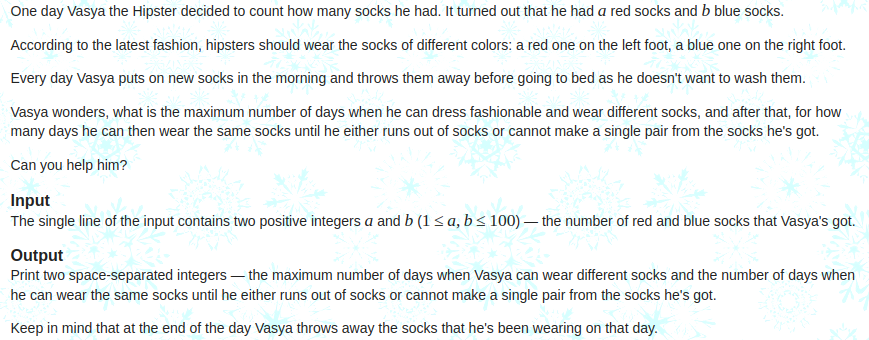 One day Vasya the Hipster decided to count how many socks he had. It turned out that he had a red socks and b blue socks.
According to the latest fashion, hipsters should wear the socks of different colors: a red one on the left foot, a blue one on the right foot.
Every day Vasya puts on new socks in the morning and throws them away before going to bed as he doesn't want to wash them.
Vasya wonders, what is the maximum number of days when he can dress fashionable and wear different socks, and after that, for how
many days he can then wear the same socks until he either runs out of socks or cannot make a single pair from the socks he's got.
Can you help him?
Input
The single line of the input contains two positive integers a and b (1 ≤ a, b ≤ 100) — the number of red and blue socks that Vasya's got.
Output
Print two space-separated integers — the maximum number of days when Vasya can wear different socks and the number of days when
he can wear the same socks until he either runs out of socks or cannot make a single pair from the socks he's got.
Keep in mind that at the end of the day Vasya throws away the socks that he's been wearing on that day.